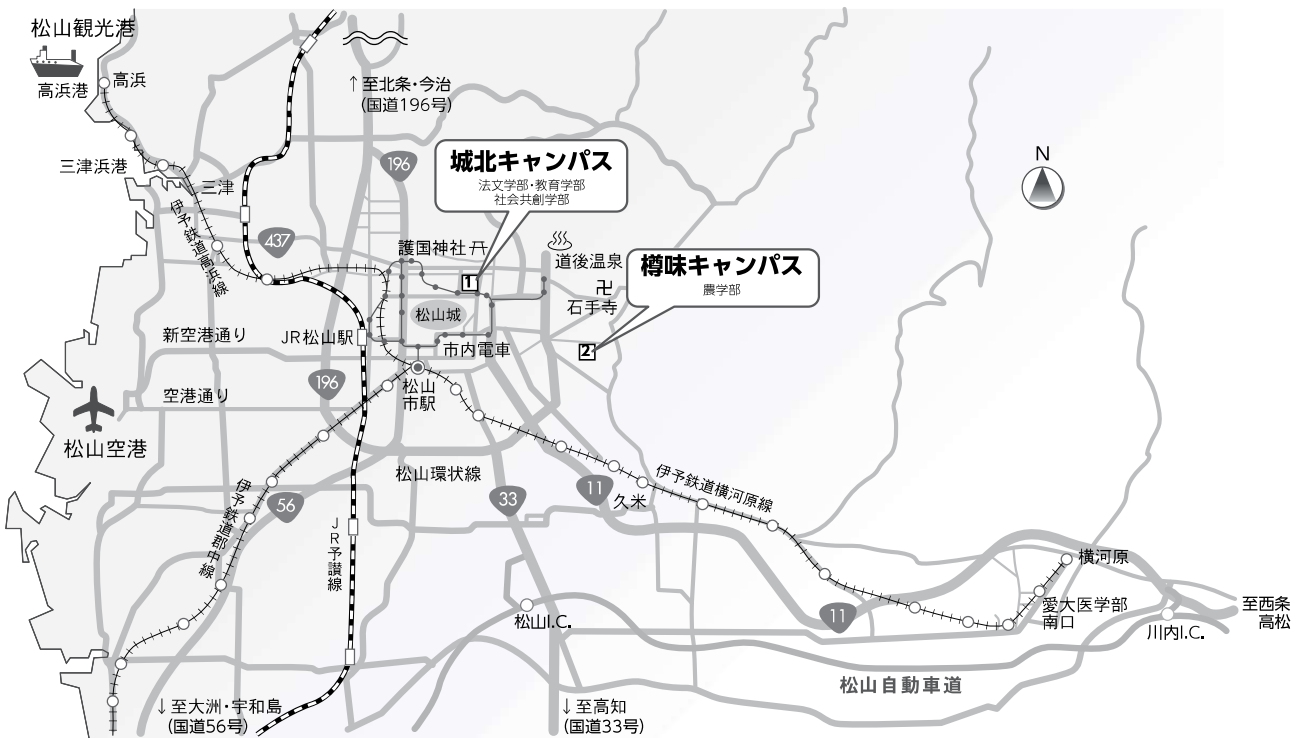 松山観光港
高浜港
高浜
↑至北条・今治
(国道196号)
三津浜港
三津
伊予鉄道高浜線
196
437
城北キャンパス
法文学部・教育学部
社会共創学部
N
護国神社
道後温泉
樽味キャンパス
農学部
1
石手寺
松山城
新空港通り
JR松山駅
市内電車
2
196
空港通り
松山
市駅
松山空港
松山環状線
伊予鉄道郡中線
56
JR予讃線
33
11
久米
伊予鉄道横河原線
横河原
愛大医学部
南口
11
松山I.C.
川内I.C.
至西条
高松
松山自動車道
↓至大洲・宇和島
(国道56号)
↓至高知
(国道33号)